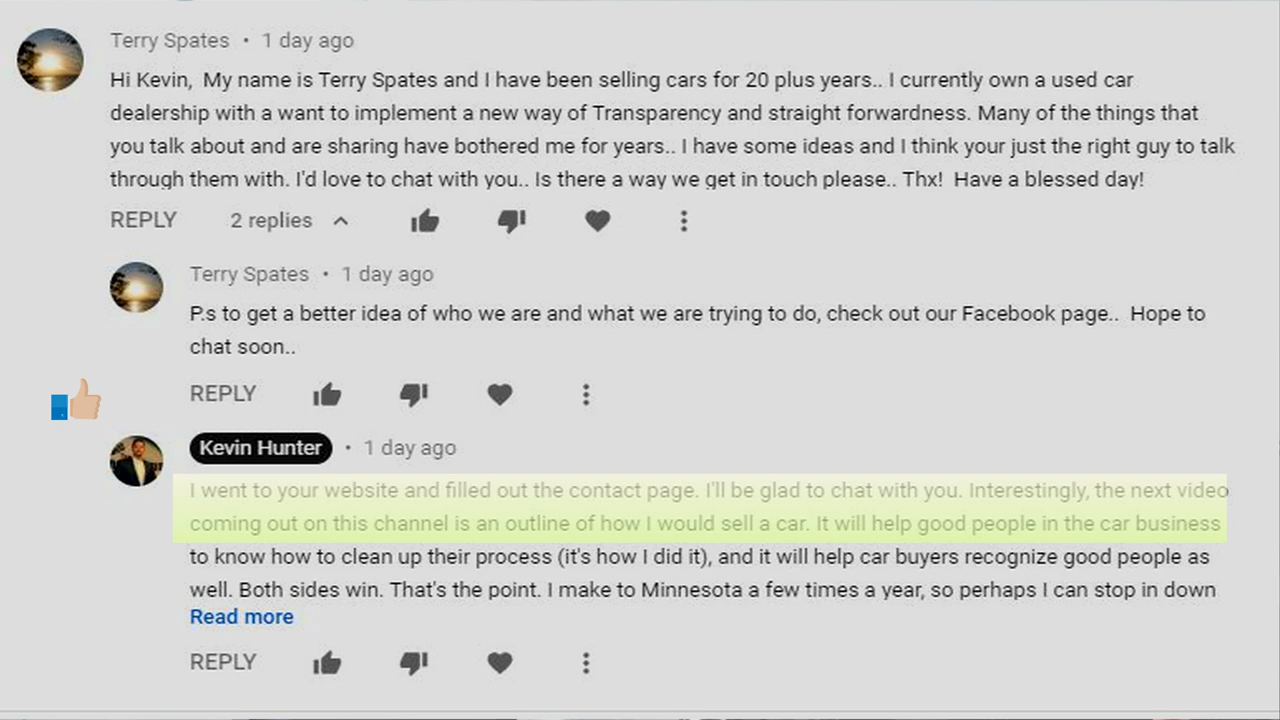 Terry Spates • 1 day ago
Hi Kevin,  My name is Terry Spates and I have been selling cars for 20 plus years.. I currently own a used car
dealership with a want to implement a new way of Transparency and straight forwardness. Many of the things that
you talk about and are sharing have bothered me for years.. I have some ideas and I think your just the right guy to talk
through them with. I'd love to chat with you.. Is there a way we get in touch please.. Thx!  Have a blessed day!
REPLY 2 replies
Terry Spates • 1 day ago
P.s to get a better idea of who we are and what we are trying to do, check out our Facebook page..  Hope to
chat soon..
REPLY
Kevin Hunter • 1 day ago
I went to your website and filled out the contact page. I'll be glad to chat with you. Interestingly, the next video
coming out on this channel is an outline of how I would sell a car. It will help good people in the car business
to know how to clean up their process (it's how I did it), and it will help car buyers recognize good people as
well. Both sides win. That's the point. I make to Minnesota a few times a year, so perhaps I can stop in down
Read more
REPLY